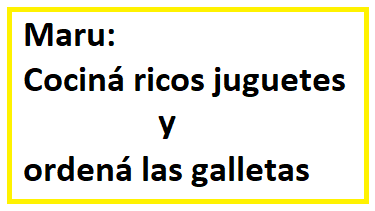 Maru:
Cociná ricos juguetes
y
ordená las galletas